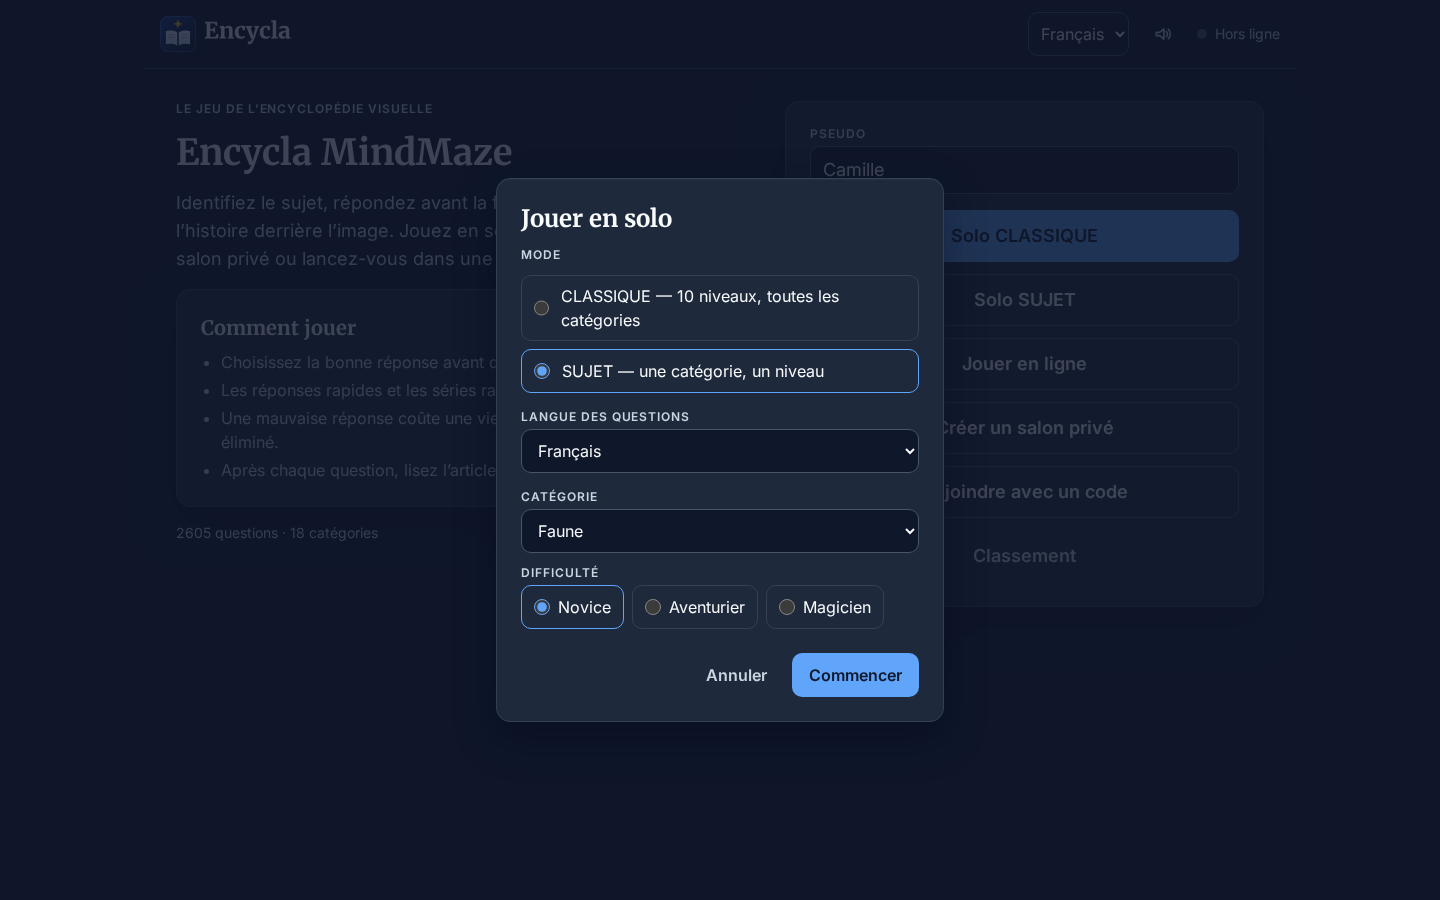 Encycla
Français
Hors ligne
LE JEU DE L'ENCYCLOPÉDIE VISUELLE
Encycla MindMaze
Identifiez le sujet, répondez avant la
l'histoire derrière l'image. Jouez en
salon privé ou lancez-vous dans une
Comment jouer
Choisissez la bonne réponse avant
Les réponses rapides et les séries
Une mauvaise réponse coûte une vie
éliminé.
Après chaque question, lisez l'article
2605 questions · 18 catégories
PSEUDO
Camille
Solo CLASSIQUE
Solo SUJET
Jouer en ligne
Créer un salon privé
joindre avec un code
Classement
Jouer en solo
MODE
CLASSIQUE — 10 niveaux, toutes les
catégories
SUJET — une catégorie, un niveau
LANGUE DES QUESTIONS
Français
CATÉGORIE
Faune
DIFFICULTÉ
Novice
Aventurier
Magicien
Annuler
Commencer